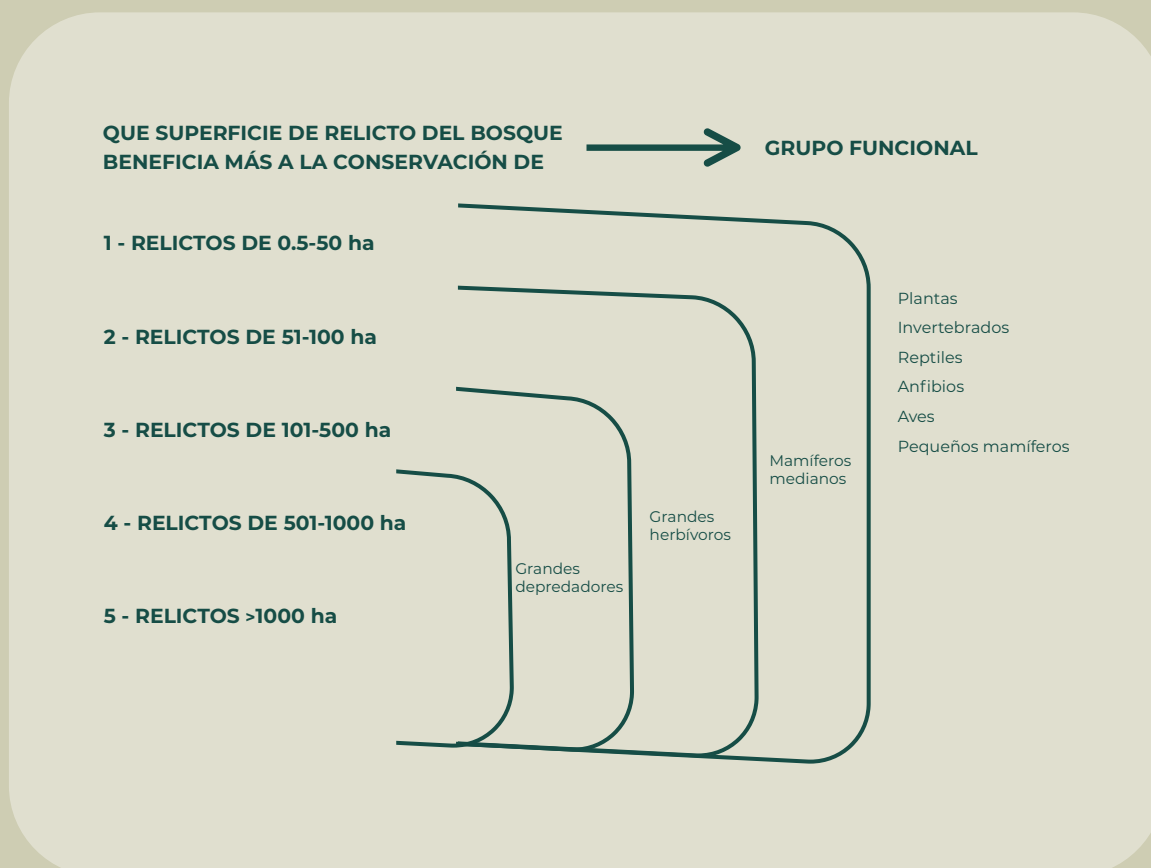 QUE SUPERFICIE DE RELICTO DEL BOSQUE
BENEFICIA MÁS A LA CONSERVACIÓN DE
GRUPO FUNCIONAL
1 - RELICTOS DE 0.5-50 ha
2 - RELICTOS DE 51-100 ha
3 - RELICTOS DE 101-500 ha
4 - RELICTOS DE 501-1000 ha
5 - RELICTOS >1000 ha
Grandes
depredadores
Grandes
herbívoros
Mamíferos
medianos
Plantas
Invertebrados
Reptiles
Anfibios
Aves
Pequeños mamíferos